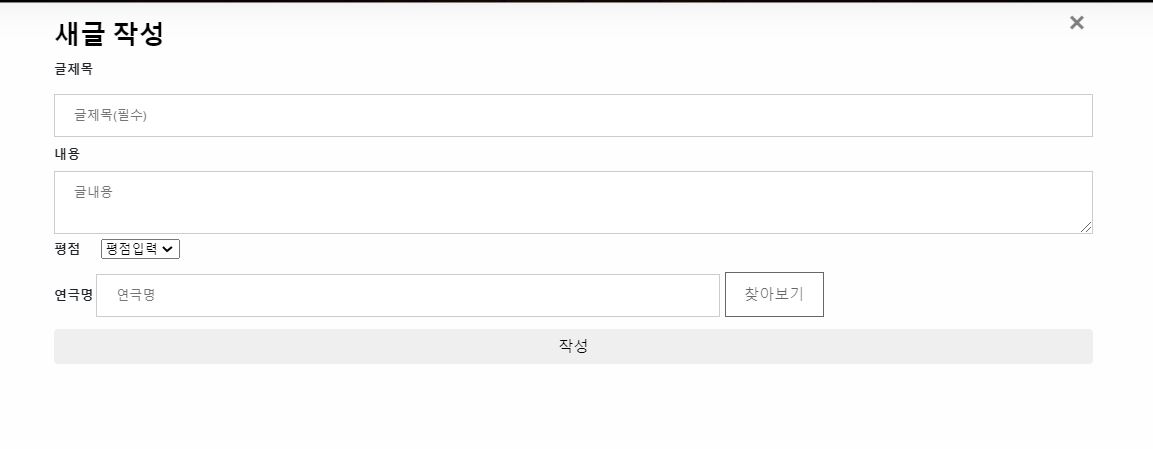 새글 작성
글제목
글제목(필수)
내용
글내용
평점 평점입력
연극명 연극명 찾아보기
작성